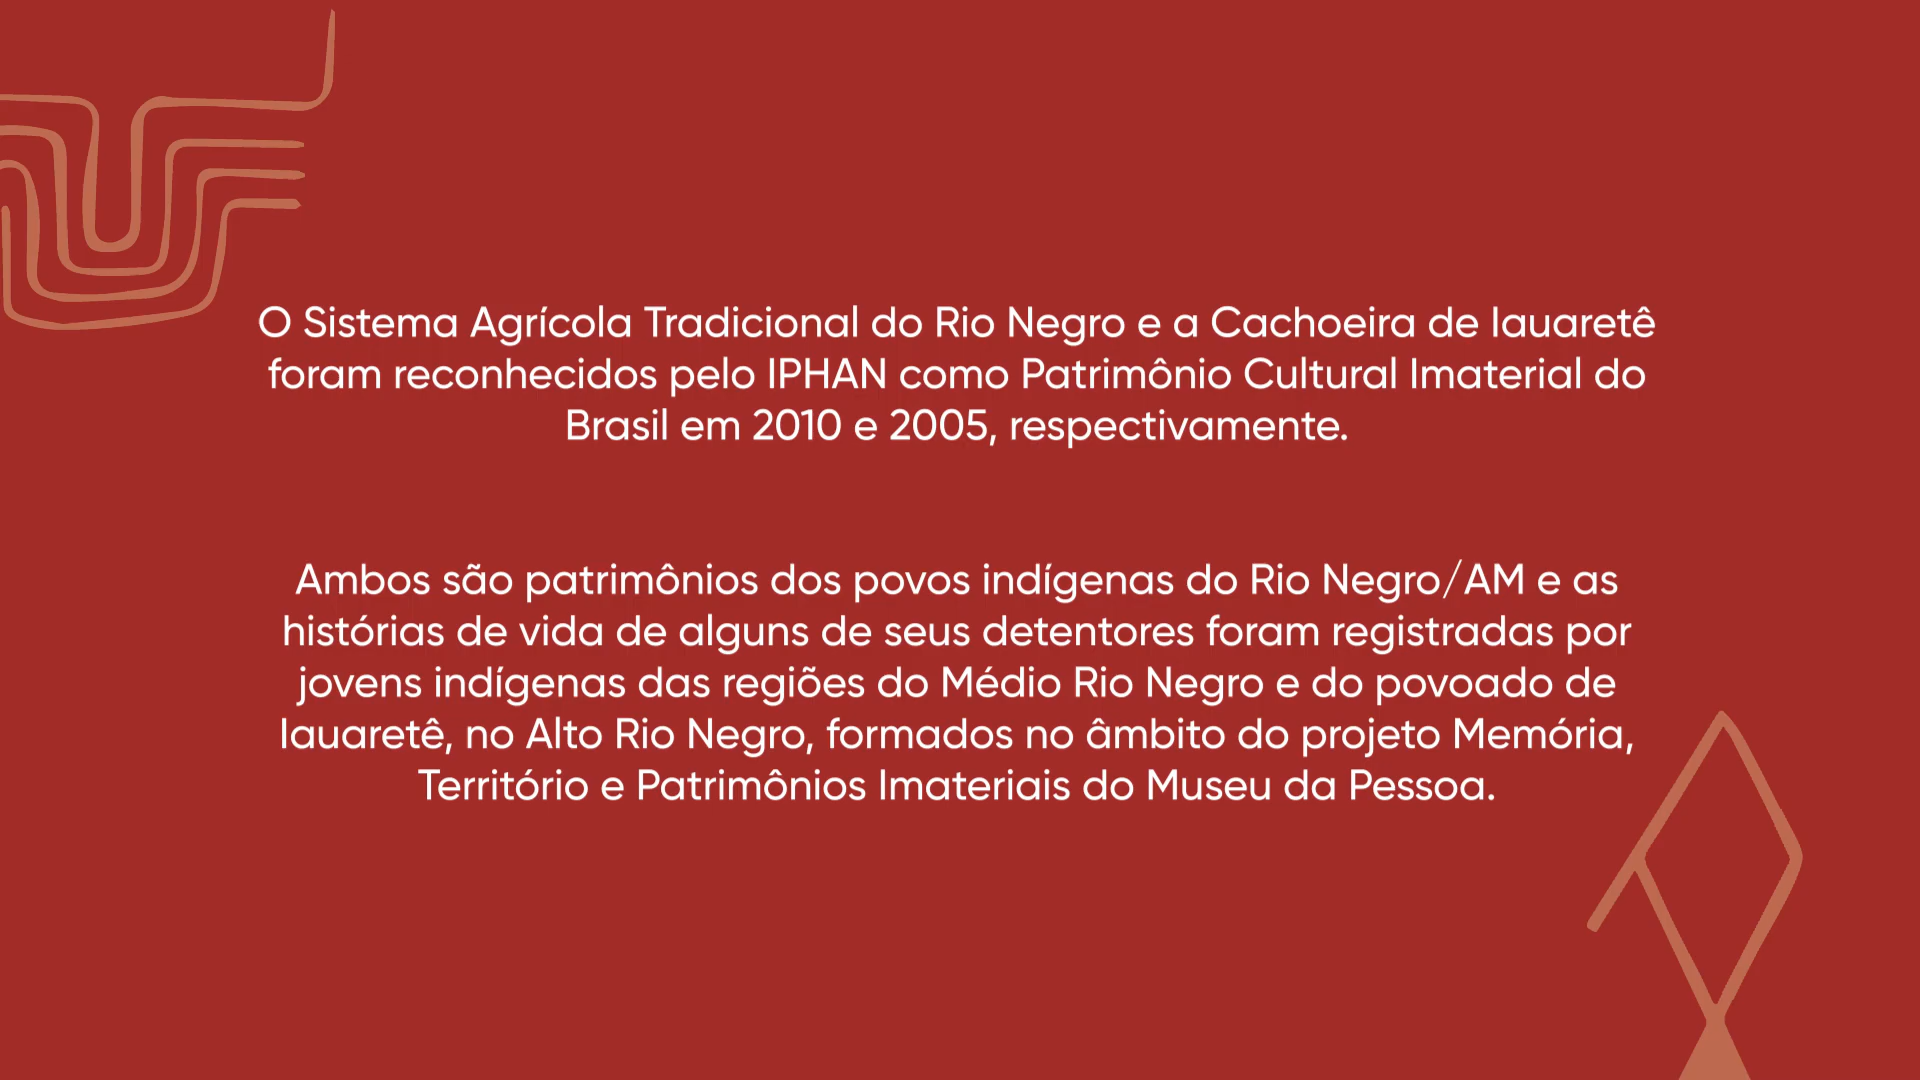 O Sistema Agrícola Tradicional do Rio Negro e a Cachoeira de Iauaretê
foram reconhecidos pelo IPHAN como Patrimônio Cultural Imaterial do
Brasil em 2010 e 2005, respectivamente.
Ambos são patrimônios dos povos indígenas do Rio Negro/AM e as
histórias de vida de alguns de seus detentores foram registradas por
jovens indígenas das regiões do Médio Rio Negro e do povoado de
Iauaretê, no Alto Rio Negro, formados no âmbito do projeto Memória,
Território e Patrimônios Imateriais do Museu da Pessoa.